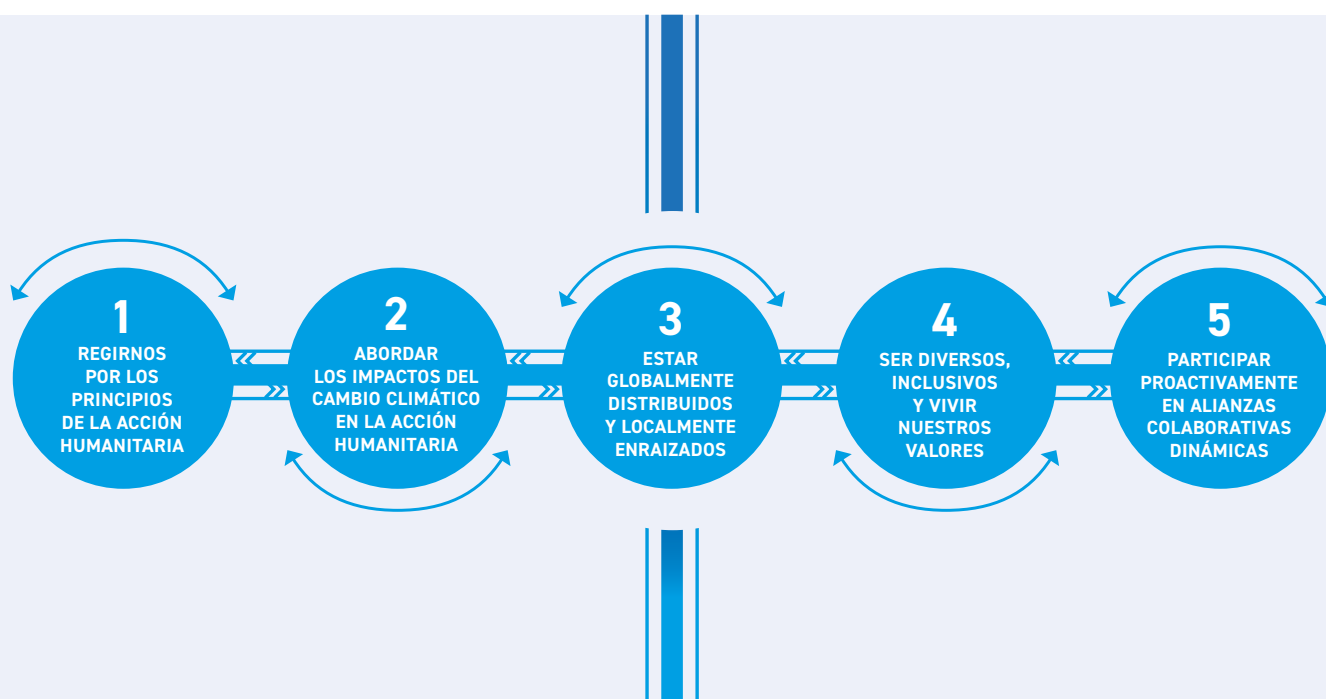 1
REGIRNOS
POR LOS
PRINCIPIOS
DE LA ACCIÓN
HUMANITARIA
2
ABORDAR
LOS IMPACTOS DEL
CAMBIO CLIMÁTICO
EN LA ACCIÓN
HUMANITARIA
3
ESTAR
GLOBALMENTE
DISTRIBUIDOS
Y LOCALMENTE
ENRAIZADOS
4
SER DIVERSOS,
INCLUSIVOS
Y VIVIR
NUESTROS
VALORES
5
PARTICIPAR
PROACTIVAMENTE
EN ALIANZAS
COLABORATIVAS
DINÁMICAS